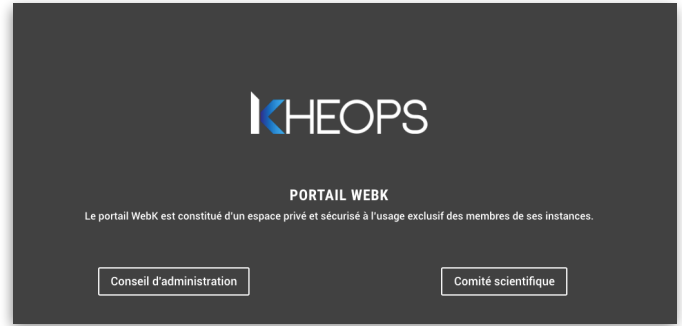 KHEOPS
PORTAIL WEBK
Le portail WebK est constitué d'un espace privé et sécurisé à l'usage exclusif des membres de ses instances.
Conseil d'administration
Comité scientifique